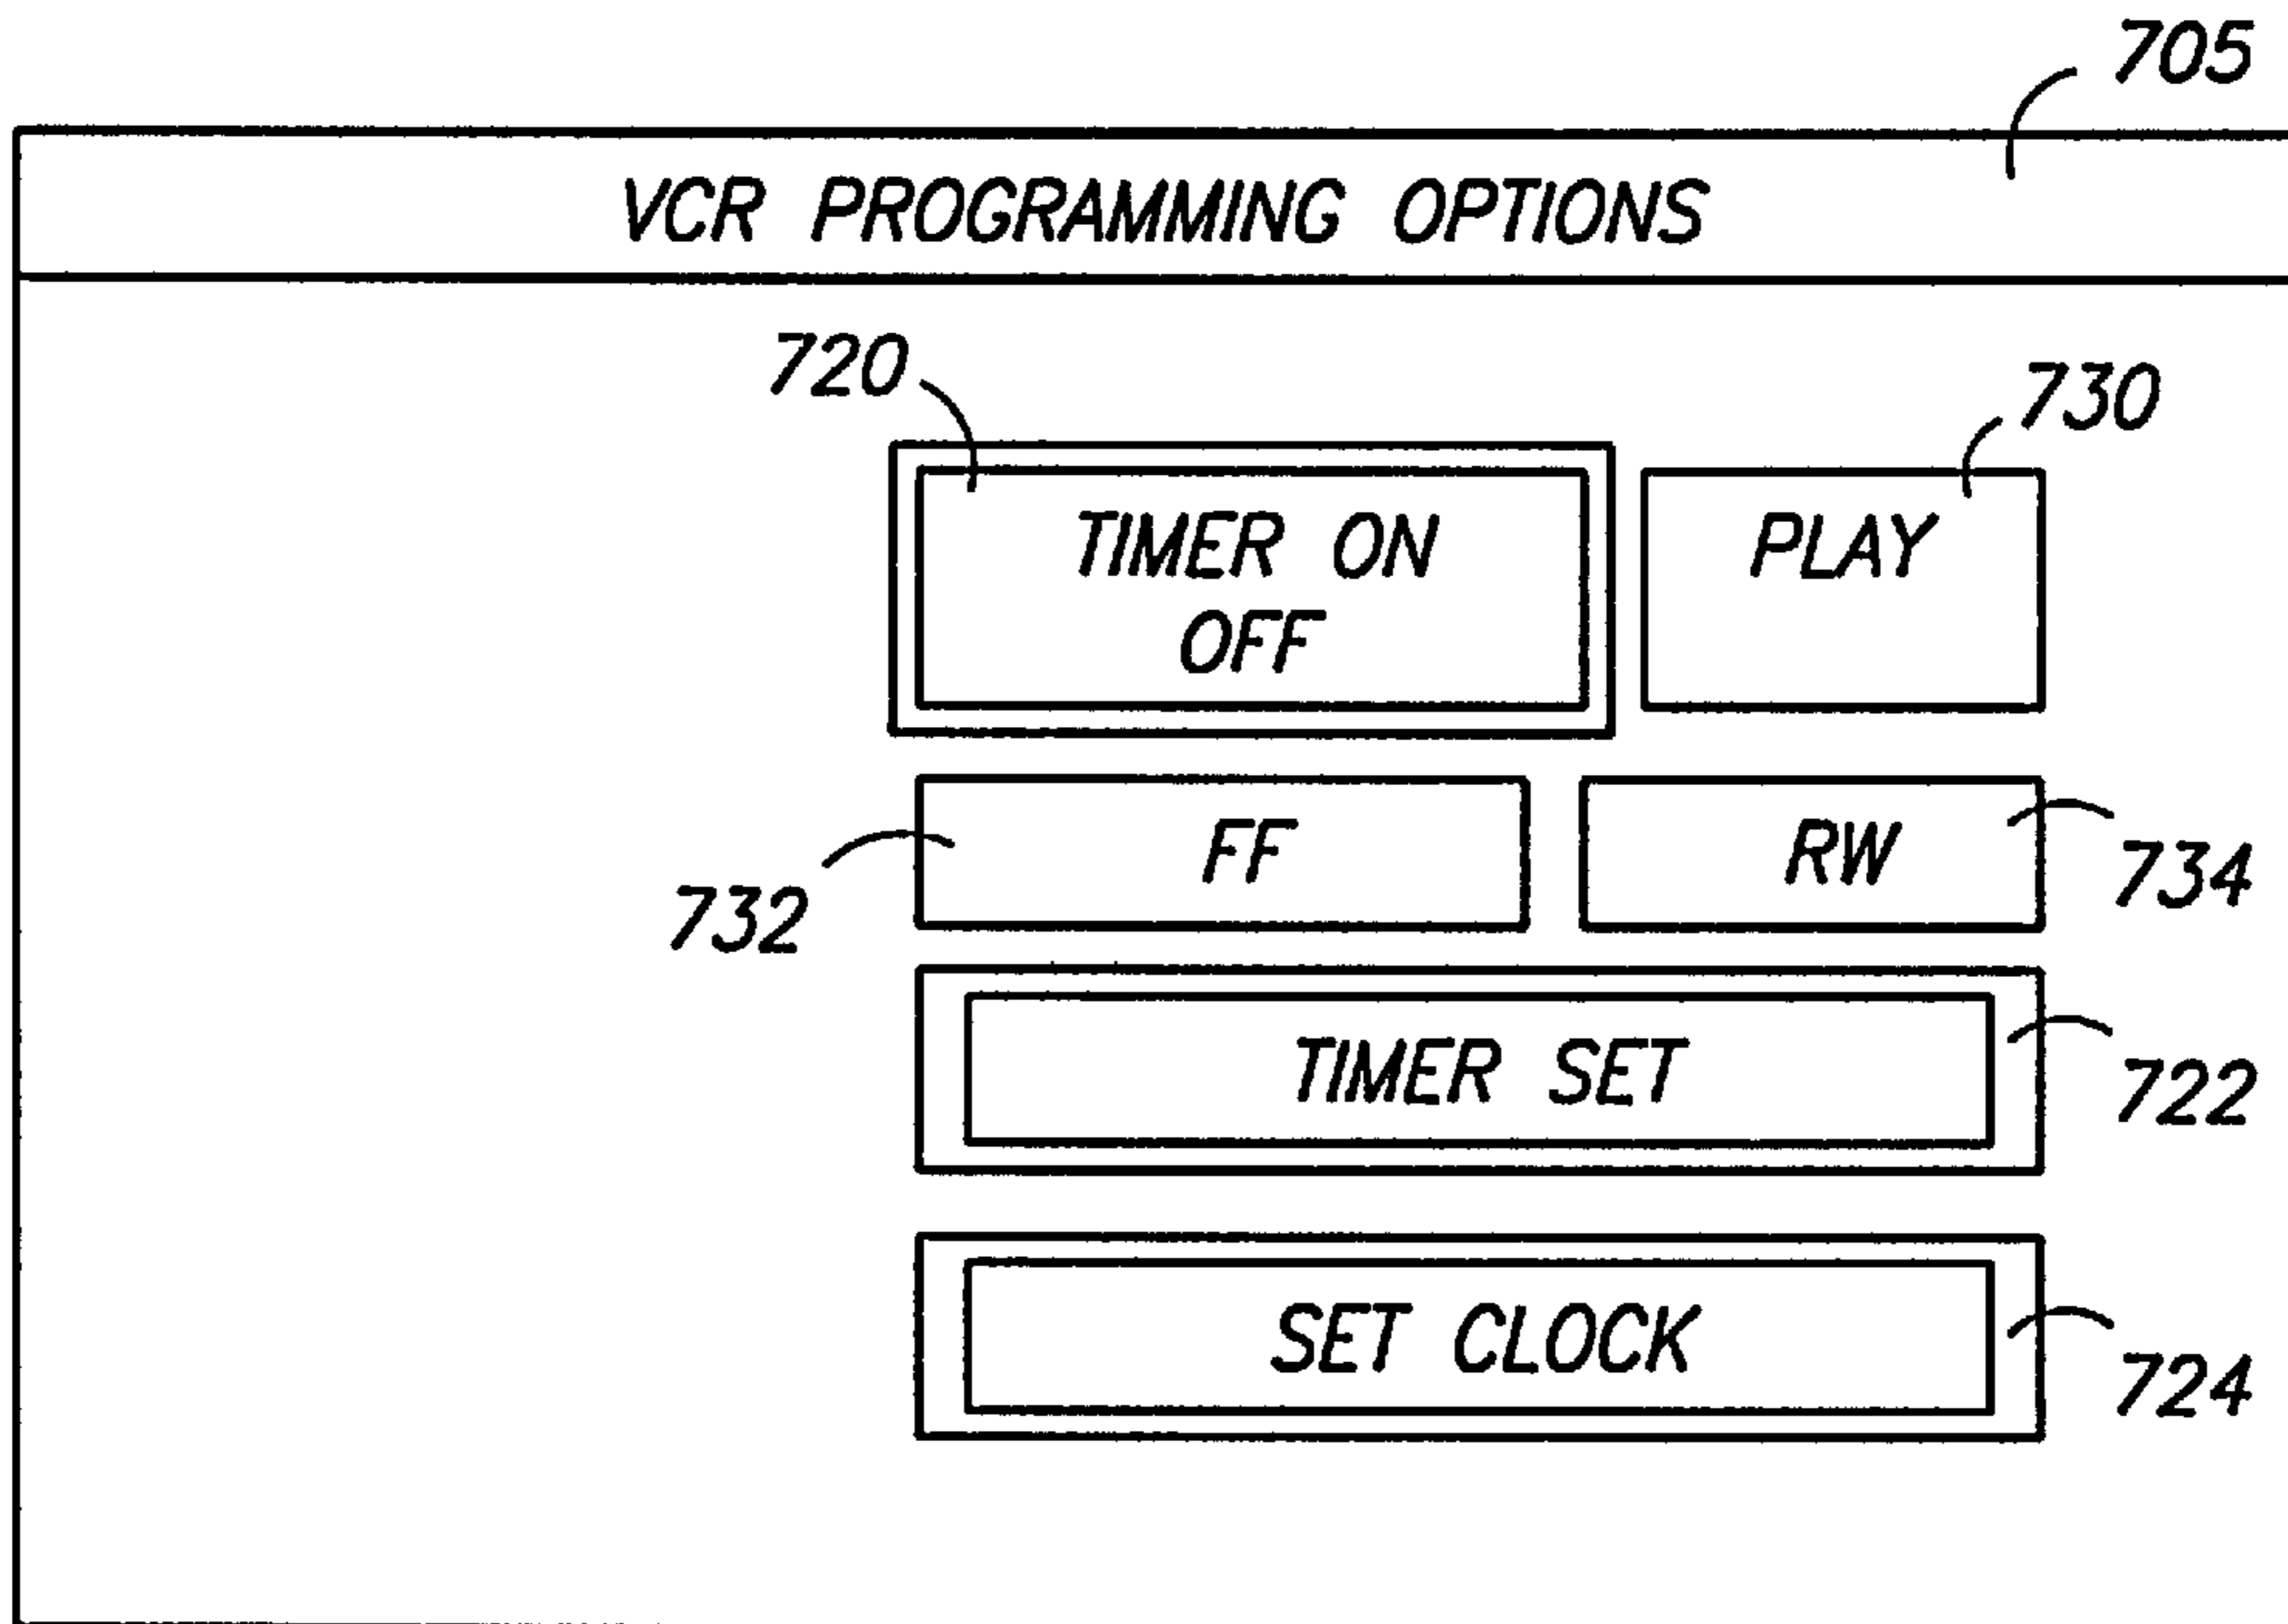 705
VCR PROGRAMMING OPTIONS
720
730
TIMER ON
OFF
PLAY
FF
RW
732
734
TIMER SET
722
SET CLOCK
724